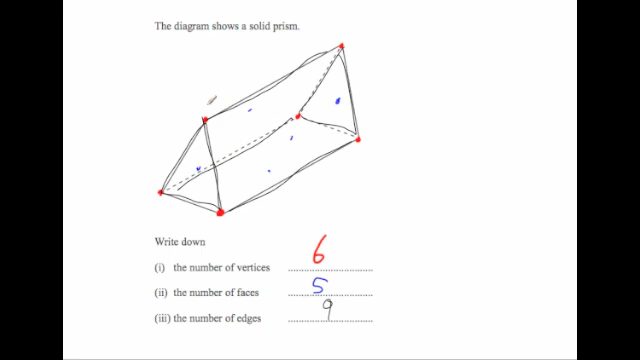 The diagram shows a solid prism.
Write down
(i) the number of vertices ........................ 6
(ii) the number of faces ........................ 5
(iii) the number of edges ........................ 9